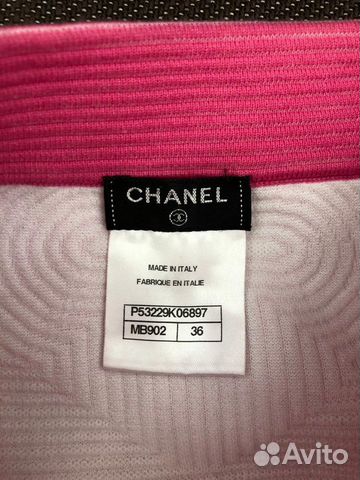 CHANEL
MADE IN ITALY
FABRIQUE EN ITALIE
P53229K06897
MB902 36
Avito